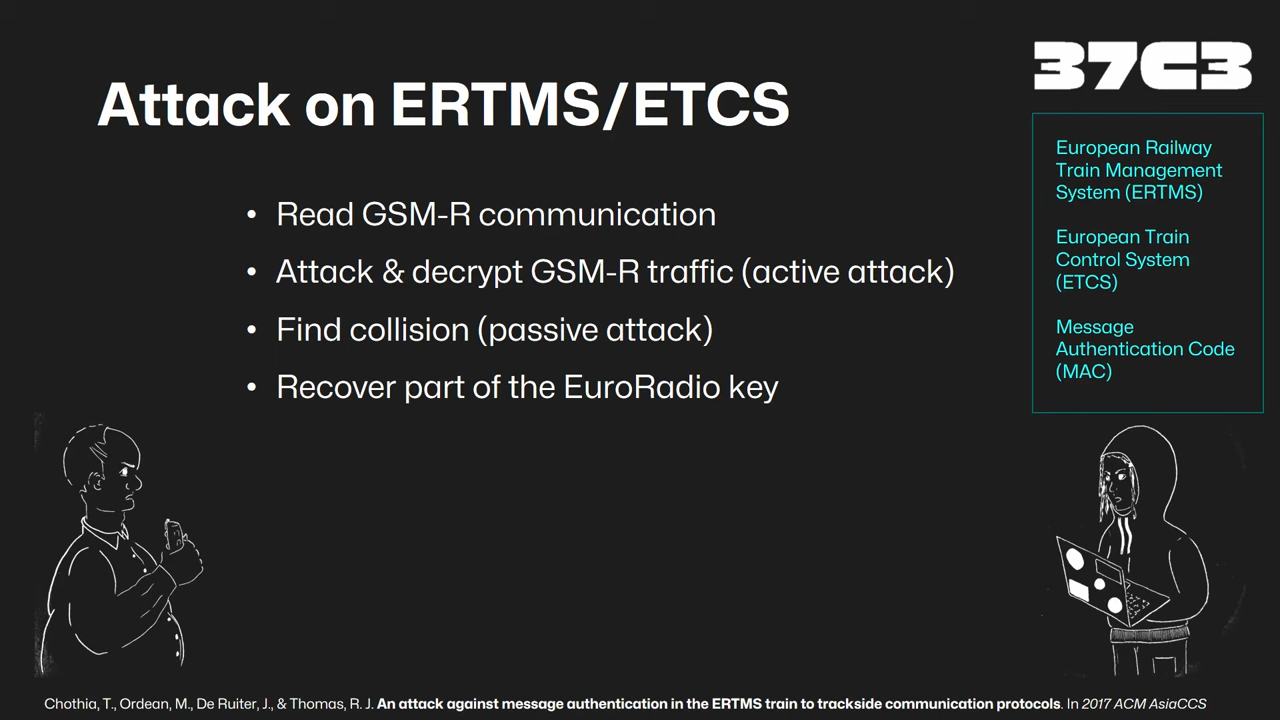 37C3
Attack on ERTMS/ETCS
• Read GSM-R communication
• Attack & decrypt GSM-R traffic (active attack)
• Find collision (passive attack)
• Recover part of the EuroRadio key
European Railway
Train Management
System (ERTMS)
European Train
Control System
(ETCS)
Message
Authentication Code
(MAC)
Chothia, T., Ordean, M., De Ruiter, J., & Thomas, R. J. An attack against message authentication in the ERTMS train to trackside communication protocols. In 2017 ACM AsiaCCS